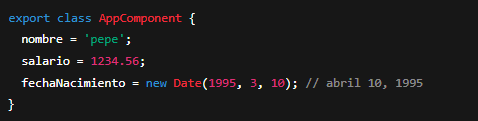 export class AppComponent {
  nombre = 'pepe';
  salario = 1234.56;
  fechaNacimiento = new Date(1995, 3, 10); // abril 10, 1995
}